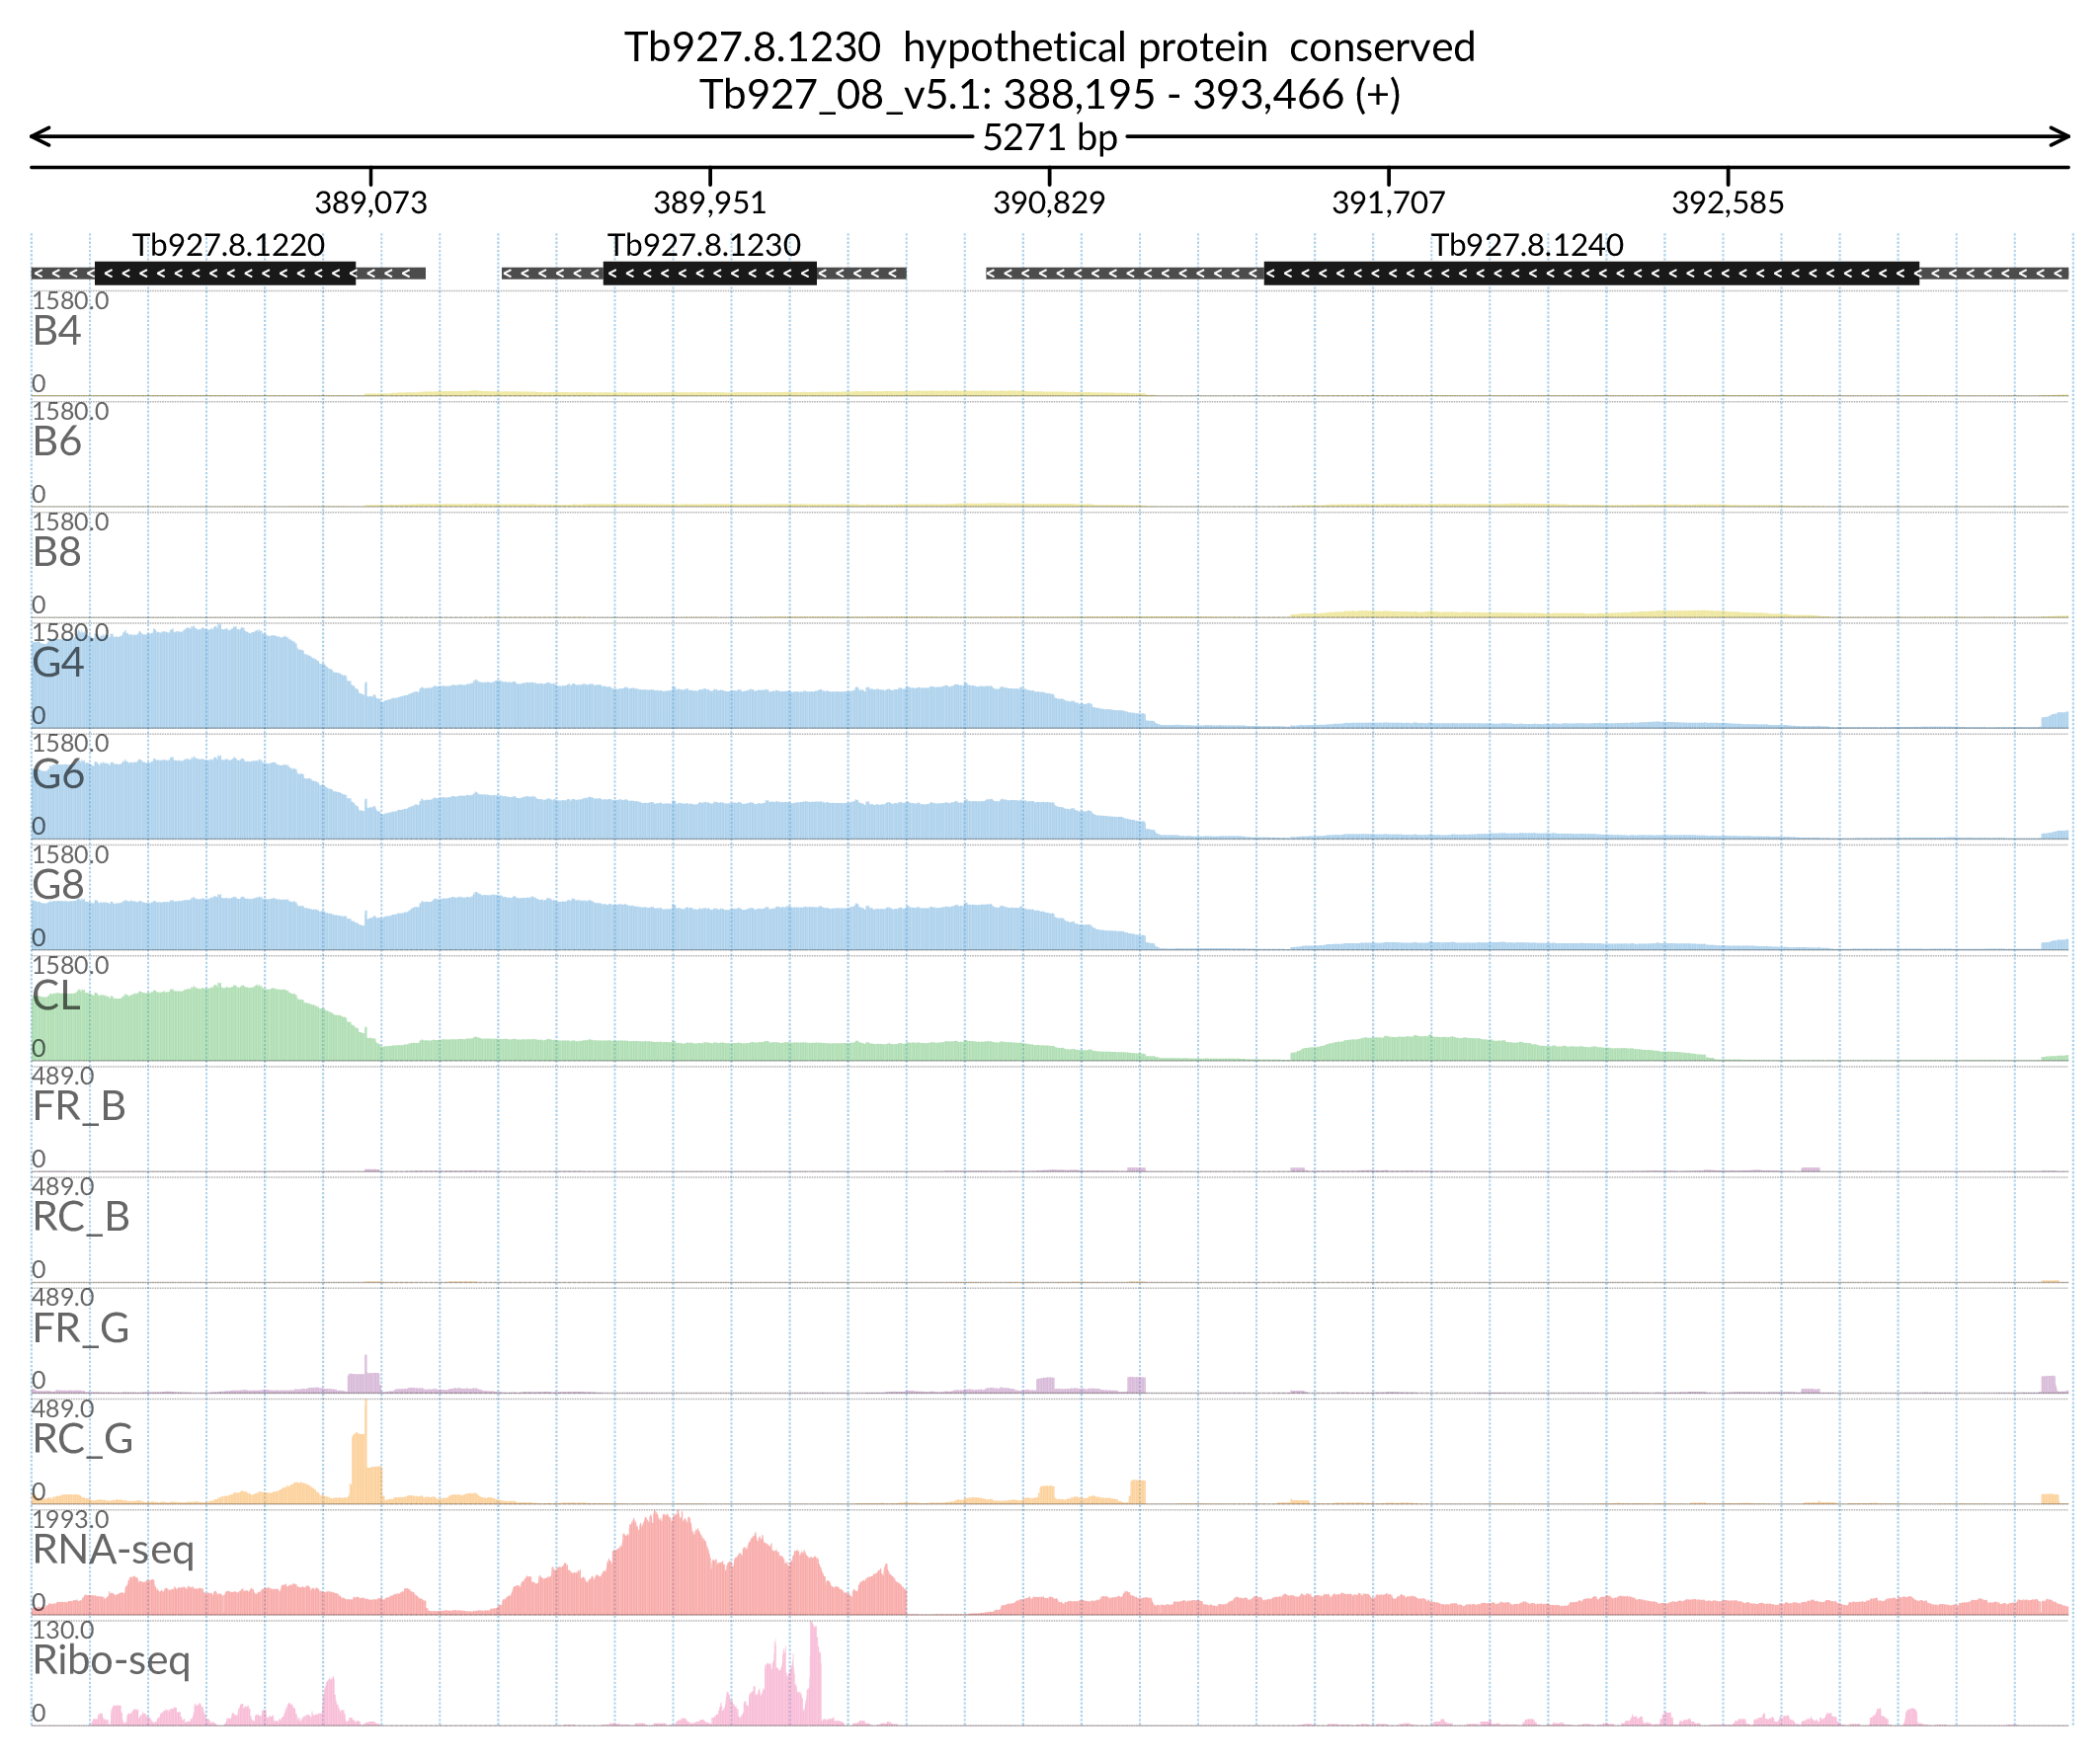 Tb927.8.1230  hypothetical protein  conserved
Tb927_08_v5.1: 388,195 - 393,466 (+)
5271 bp
389,073 389,951 390,829 391,707 392,585
Tb927.8.1220 Tb927.8.1230 Tb927.8.1240
1580.0
B4
0
1580.0
B6
0
1580.0
B8
0
1580.0
G4
0
1580.0
G6
0
1580.0
G8
0
1580.0
CL
0
489.0
FR_B
0
489.0
RC_B
0
489.0
FR_G
0
489.0
RC_G
0
1993.0
RNA-seq
0
130.0
Ribo-seq
0